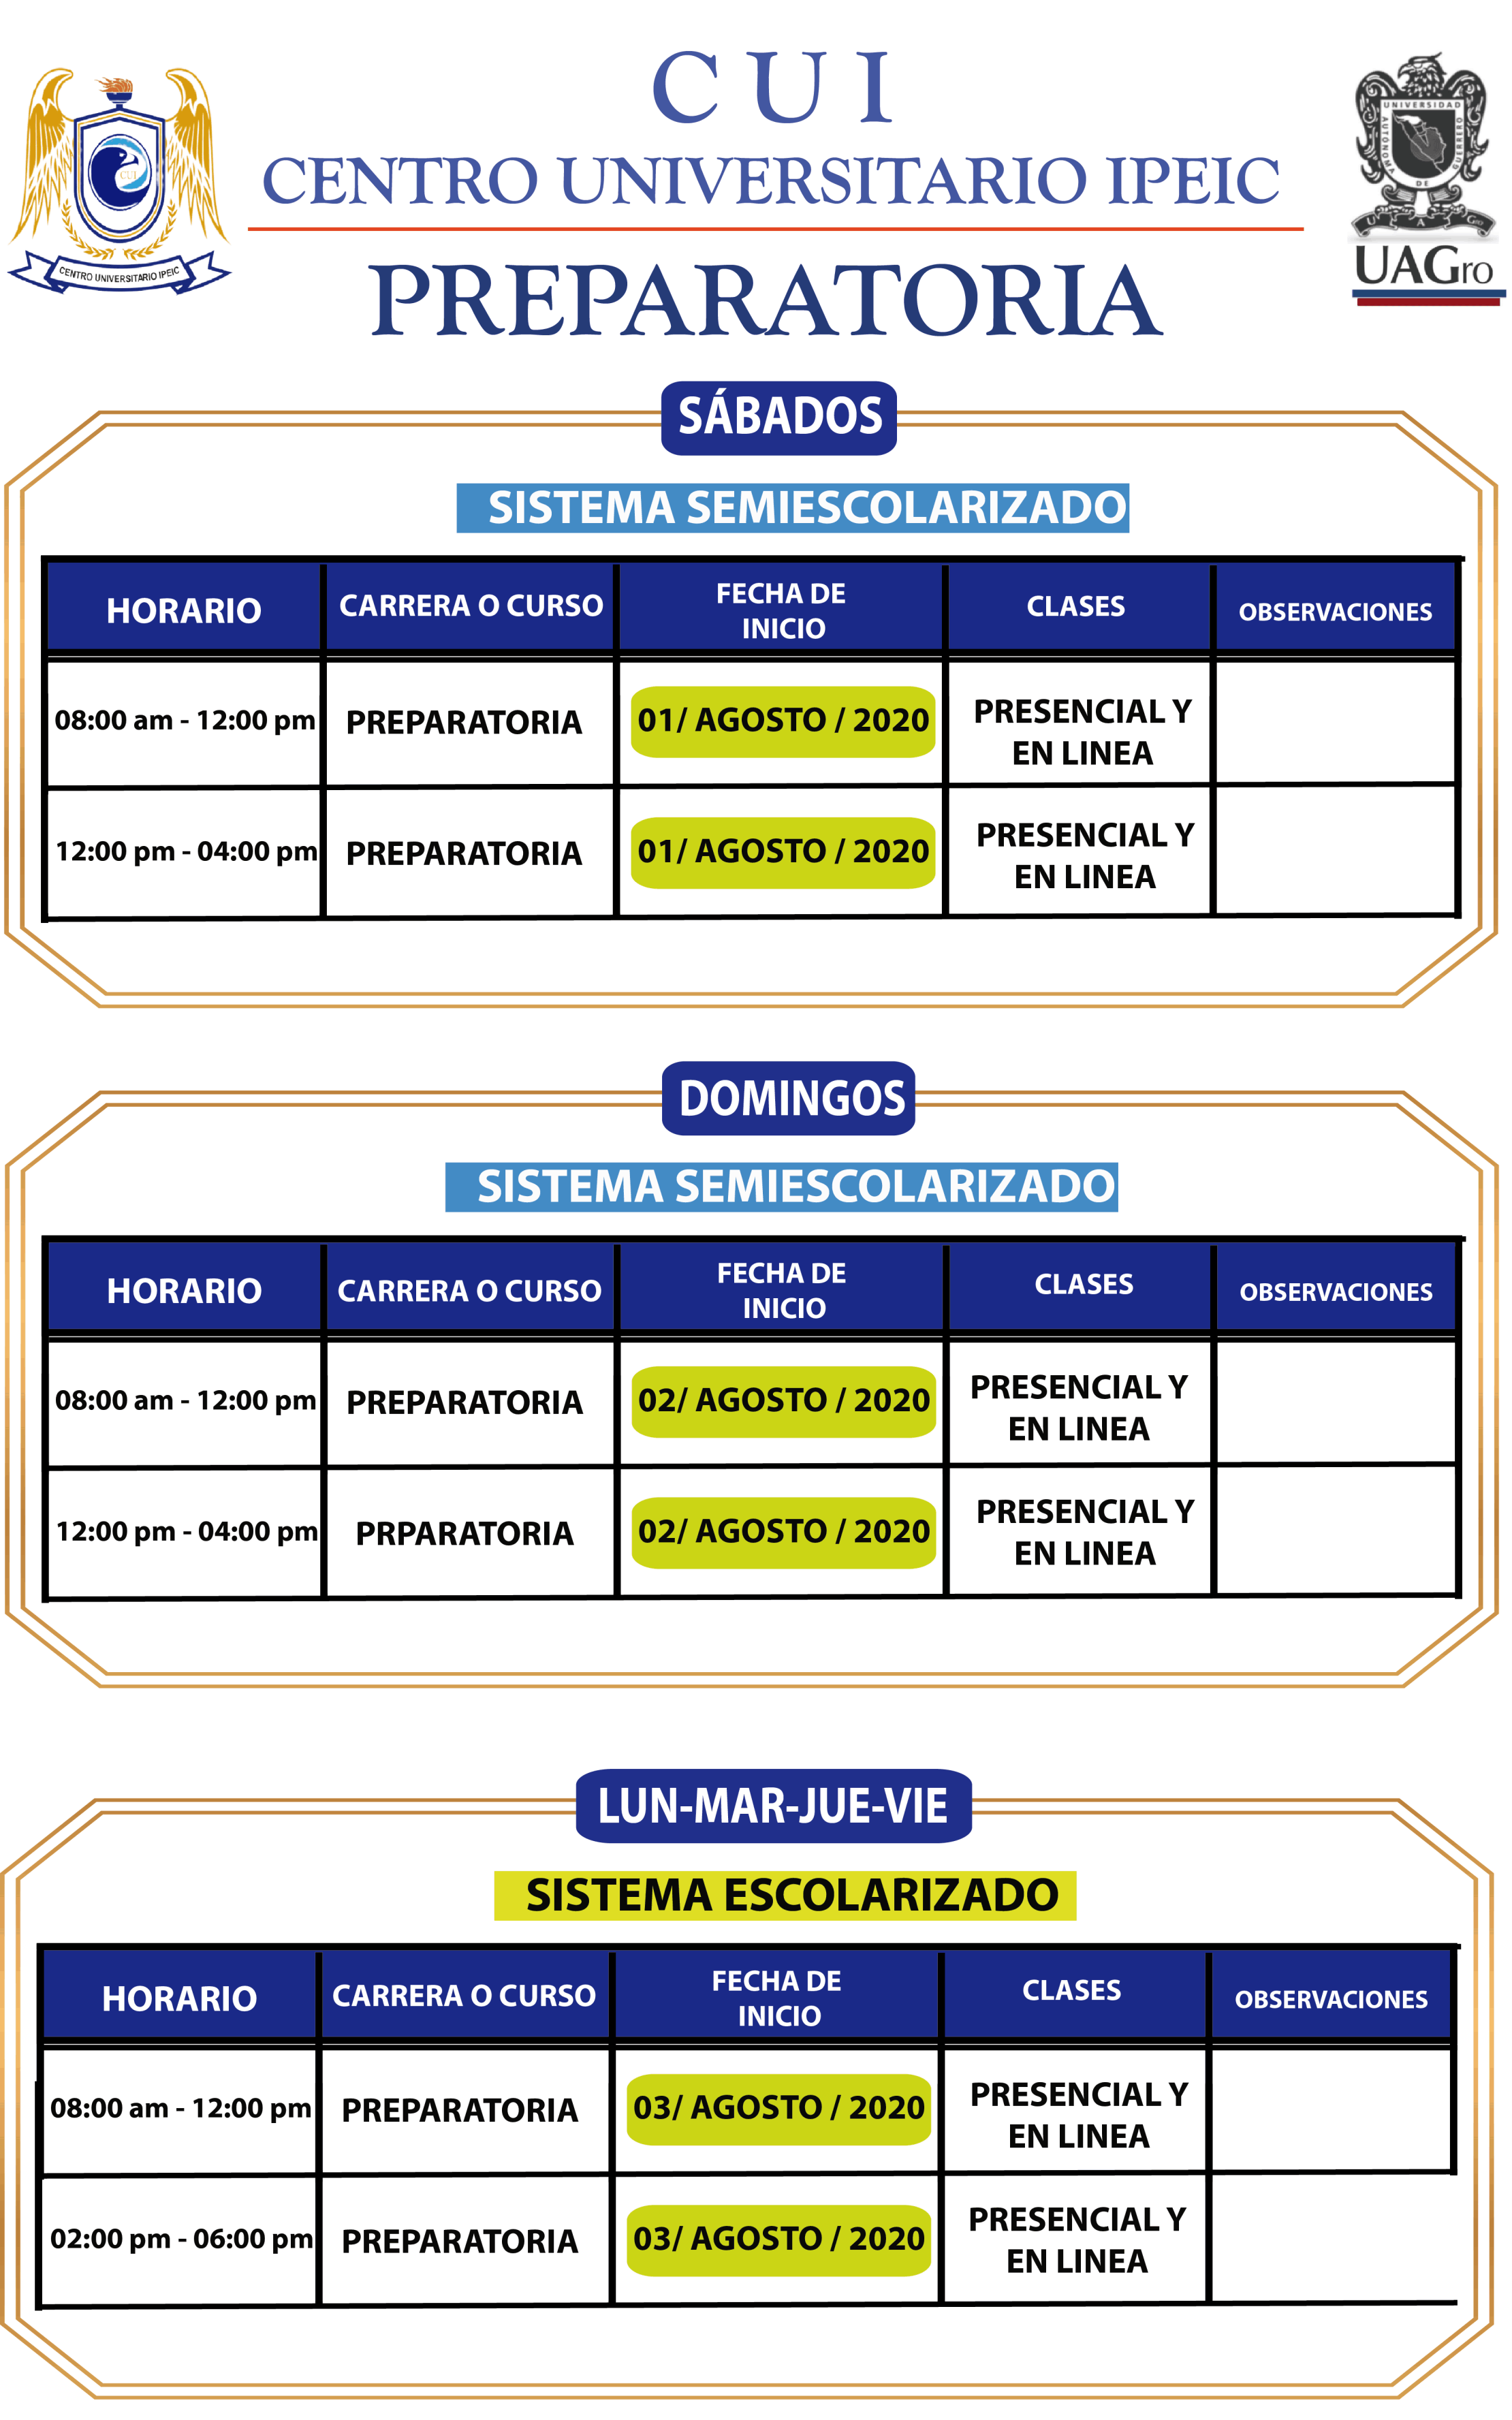 C U I
CENTRO UNIVERSITARIO IPEIC
PREPARATORIA
CUI
CENTRO UNIVERSITARIO IPEIC
UNIVERSIDAD
AUTONOMA
DE
GUERRERO
U A Gro
UAGro
SÁBADOS
SISTEMA SEMIESCOLARIZADO
HORARIO CARRERA O CURSO FECHA DE INICIO CLASES OBSERVACIONES
08:00 am - 12:00 pm PREPARATORIA 01/ AGOSTO / 2020 PRESENCIAL Y EN LINEA
12:00 pm - 04:00 pm PREPARATORIA 01/ AGOSTO / 2020 PRESENCIAL Y EN LINEA
DOMINGOS
SISTEMA SEMIESCOLARIZADO
HORARIO CARRERA O CURSO FECHA DE INICIO CLASES OBSERVACIONES
08:00 am - 12:00 pm PREPARATORIA 02/ AGOSTO / 2020 PRESENCIAL Y EN LINEA
12:00 pm - 04:00 pm PRPARATORIA 02/ AGOSTO / 2020 PRESENCIAL Y EN LINEA
LUN-MAR-JUE-VIE
SISTEMA ESCOLARIZADO
HORARIO CARRERA O CURSO FECHA DE INICIO CLASES OBSERVACIONES
08:00 am - 12:00 pm PREPARATORIA 03/ AGOSTO / 2020 PRESENCIAL Y EN LINEA
02:00 pm - 06:00 pm PREPARATORIA 03/ AGOSTO / 2020 PRESENCIAL Y EN LINEA